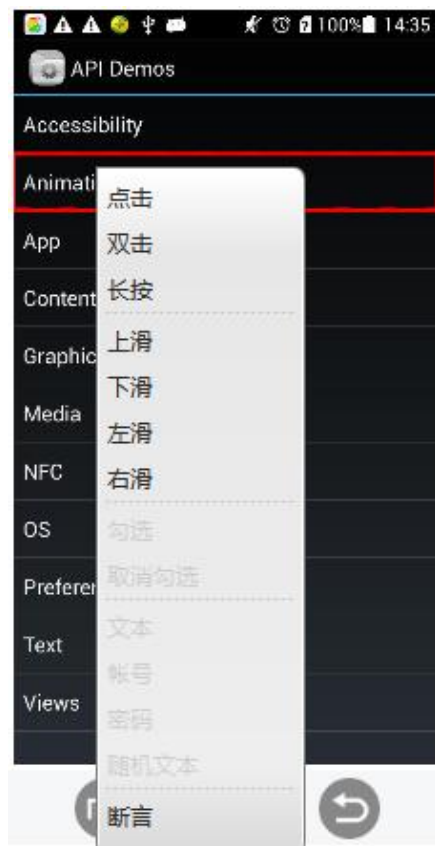 100% 14:35
API Demos
Accessibility
Animati
App
Content
Graphic
Media
NFC
OS
Preferen
Text
Views
点击
双击
长按
上滑
下滑
左滑
右滑
勾选
取消勾选
文本
帐号
密码
随机文本
断言